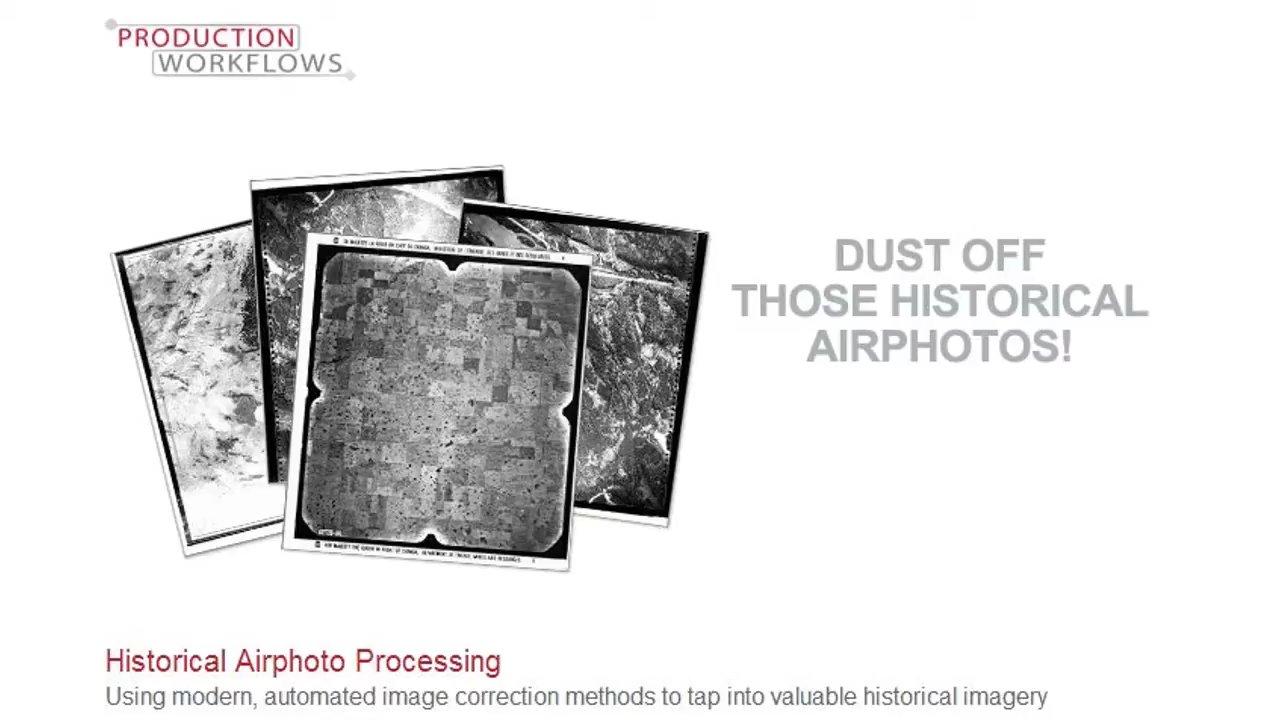 PRODUCTION
WORKFLOWS
DUST OFF
THOSE HISTORICAL
AIRPHOTOS!
Historical Airphoto Processing
Using modern, automated image correction methods to tap into valuable historical imagery